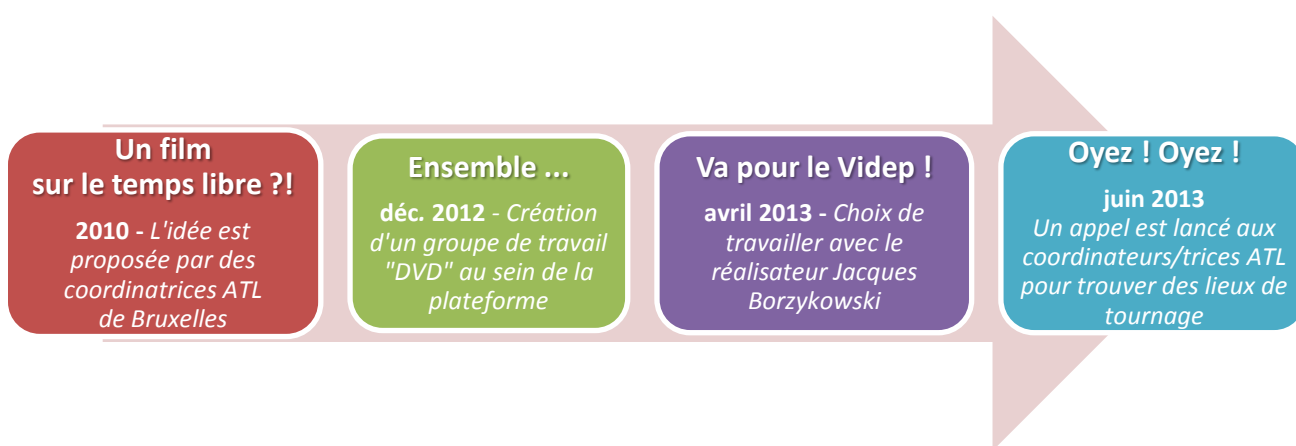 Un film
sur le temps libre ?!
2010 - L'idée est
proposée par des
coordinatrices ATL
de Bruxelles
Ensemble ...
déc. 2012 - Création
d'un groupe de travail
"DVD" au sein de la
plateforme
Va pour le Videp !
avril 2013 - Choix de
travailler avec le
réalisateur Jacques
Borzykowski
Oyez ! Oyez !
juin 2013
Un appel est lancé aux
coordinateurs/trices ATL
pour trouver des lieux de
tournage